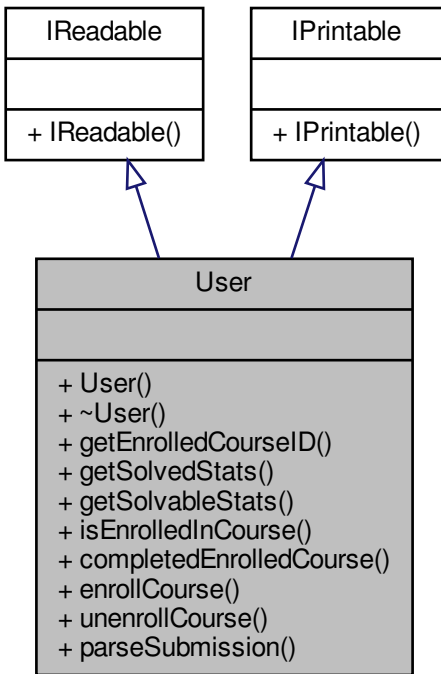 IReadable
+ IReadable()
IPrintable
+ IPrintable()
User
+ User()
+ ~User()
+ getEnrolledCourseID()
+ getSolvedStats()
+ getSolvableStats()
+ isEnrolledInCourse()
+ completedEnrolledCourse()
+ enrollCourse()
+ unenrollCourse()
+ parseSubmission()